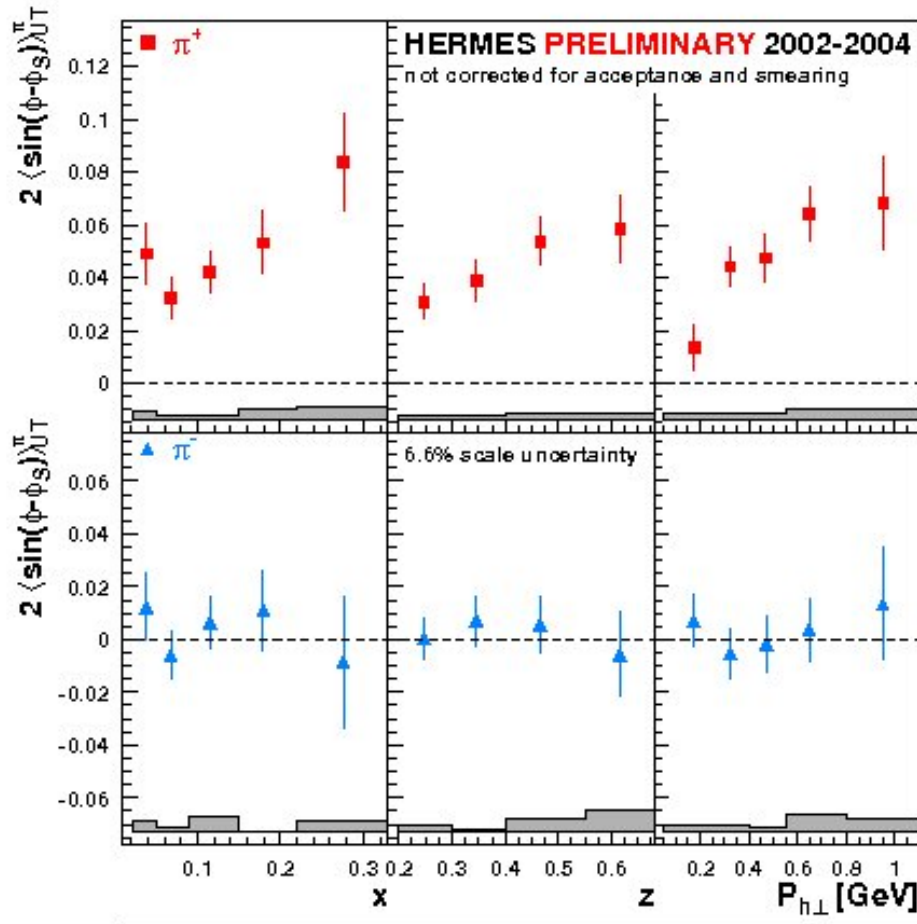 2 ⟨sin(ϕ-ϕS)⟩πUT
π+
HERMES PRELIMINARY 2002-2004
not corrected for acceptance and smearing
0.12
0.1
0.08
0.06
0.04
0.02
0
2 ⟨sin(ϕ-ϕS)⟩πUT
π-
6.6% scale uncertainty
0.06
0.04
0.02
0
-0.02
-0.04
-0.06
0.1 0.2 0.3 0.2 0.3 0.4 0.5 0.6 0.2 0.4 0.6 0.8 1
x z Ph⊥ [GeV]